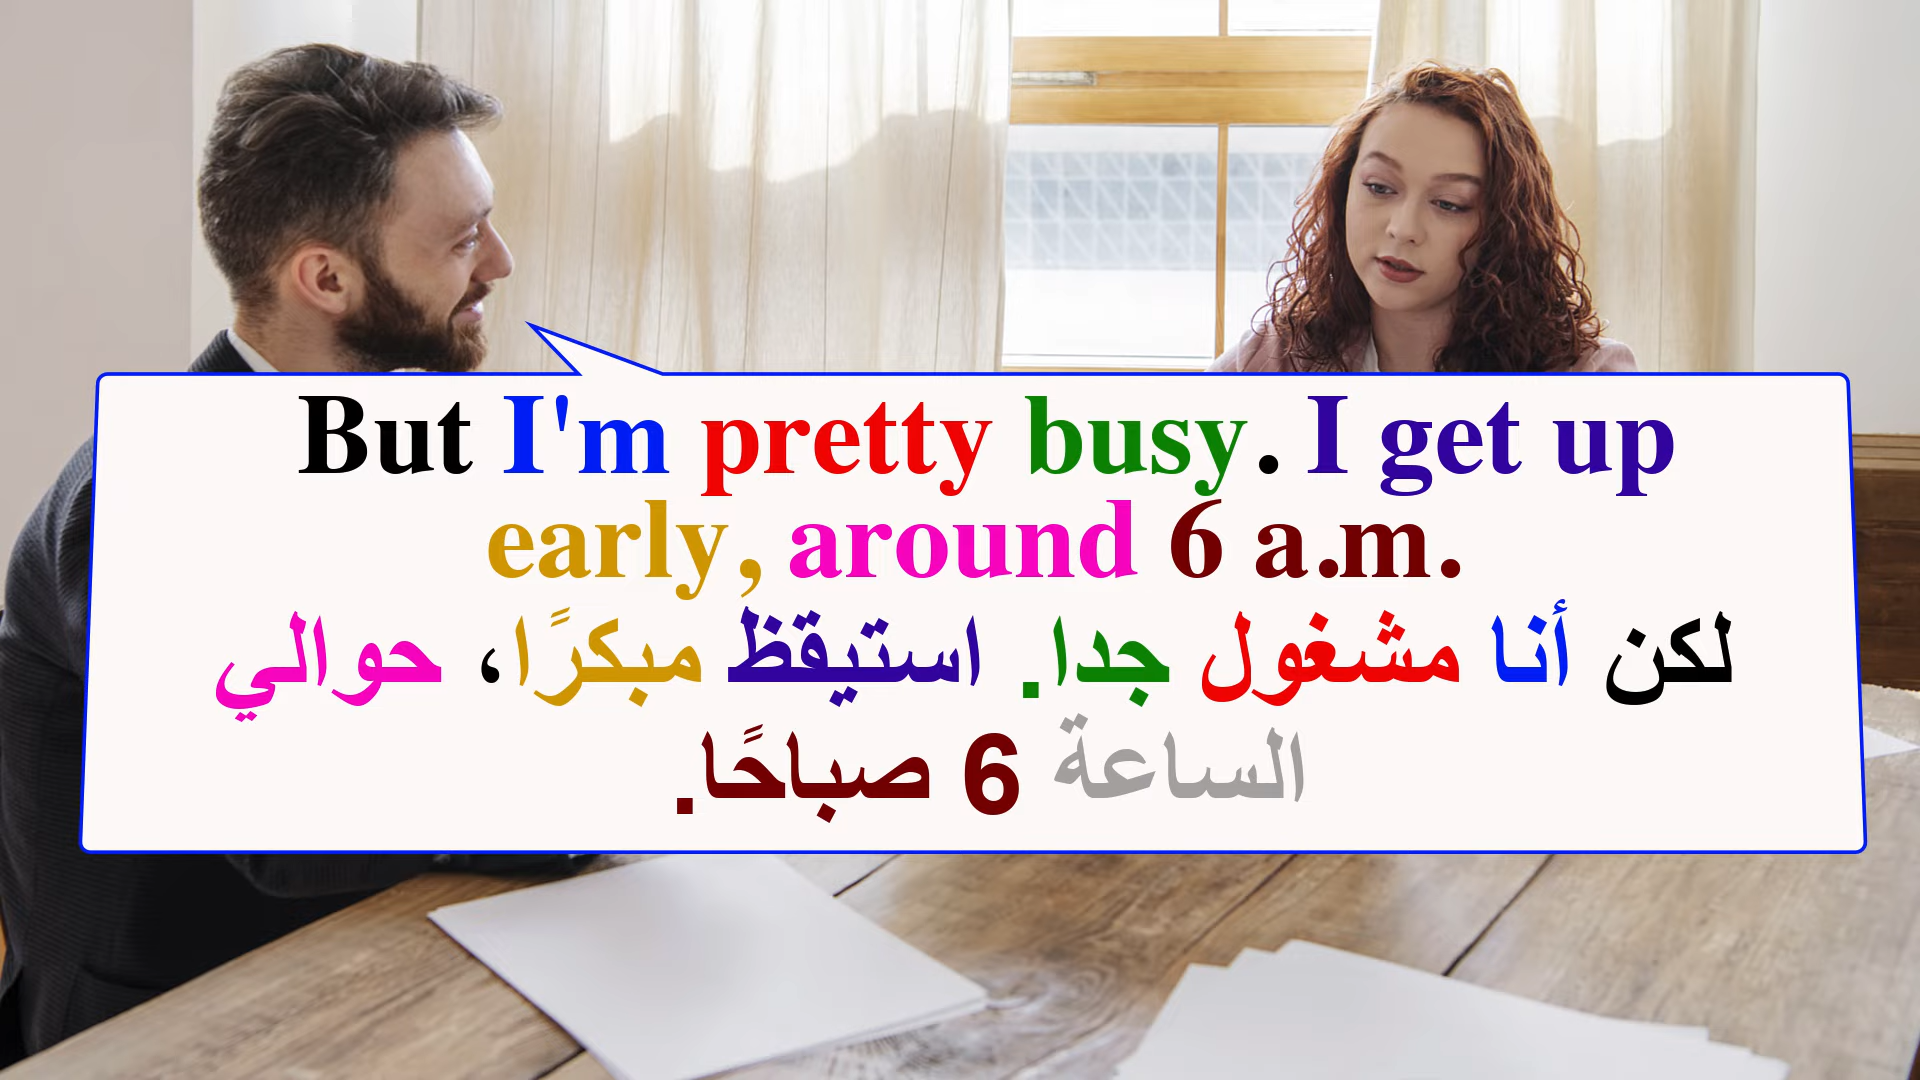 But I'm pretty busy. I get up
early, around 6 a.m.
لكن أنا مشغول جدا. استيقظ مبكرًا، حوالي
الساعة 6 صباحًا.